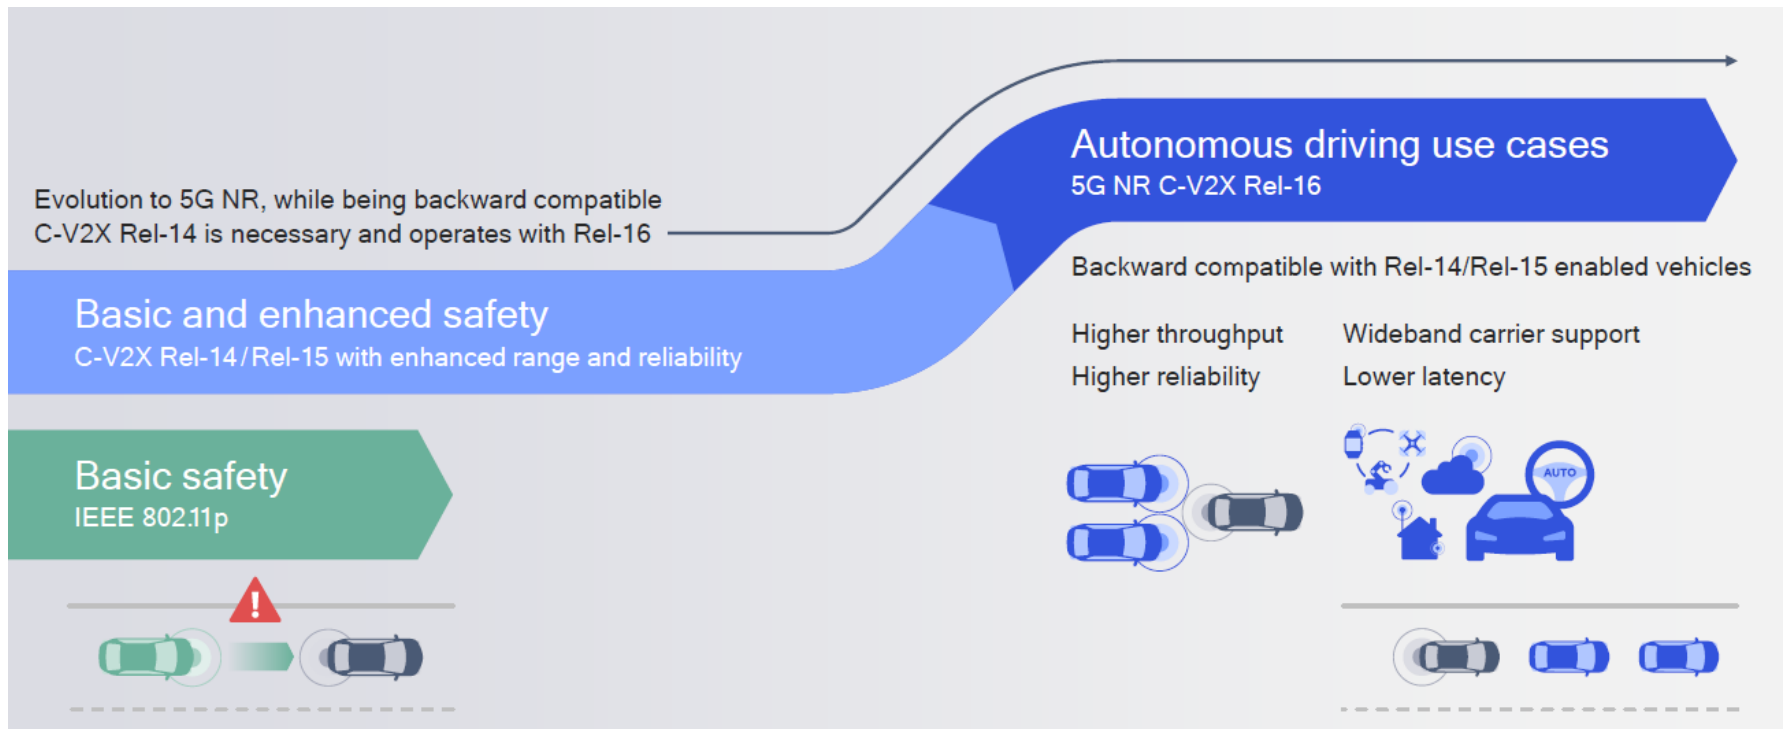 Evolution to 5G NR, while being backward compatible
C-V2X Rel-14 is necessary and operates with Rel-16
Basic and enhanced safety
C-V2X Rel-14/Rel-15 with enhanced range and reliability
Basic safety
IEEE 802.11p
!
Autonomous driving use cases
5G NR C-V2X Rel-16
Backward compatible with Rel-14/Rel-15 enabled vehicles
Higher throughput
Higher reliability
Wideband carrier support
Lower latency
AUTO